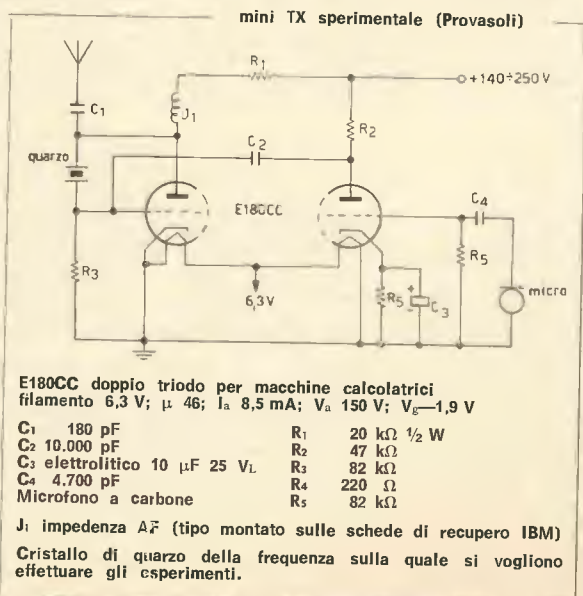 mini TX sperimentale (Provasoli)
R1
+140÷250 V
C1
J1
R2
quarzo
C2
E180CC
C4
R3
R5
R5
C3
micro
6,3 V
E180CC doppio triodo per macchine calcolatrici
filamento 6,3 V; µ 46; Ia 8,5 mA; Va 150 V; Vg—1,9 V
C1 180 pF
C2 10.000 pF
C3 elettrolitico 10 µF 25 VL
C4 4.700 pF
Microfono a carbone
R1 20 kΩ ½ W
R2 47 kΩ
R3 82 kΩ
R4 220 Ω
R5 82 kΩ
J1 impedenza AF (tipo montato sulle schede di recupero IBM)
Cristallo di quarzo della frequenza sulla quale si vogliono
effettuare gli esperimenti.